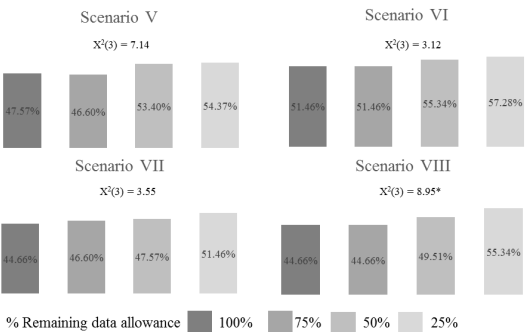 Scenario V
X²(3) = 7.14
47.57% 46.60% 53.40% 54.37%
Scenario VI
X²(3) = 3.12
51.46% 51.46% 55.34% 57.28%
Scenario VII
X²(3) = 3.55
44.66% 46.60% 47.57% 51.46%
Scenario VIII
X²(3) = 8.95*
44.66% 44.66% 49.51% 55.34%
% Remaining data allowance 100% 75% 50% 25%